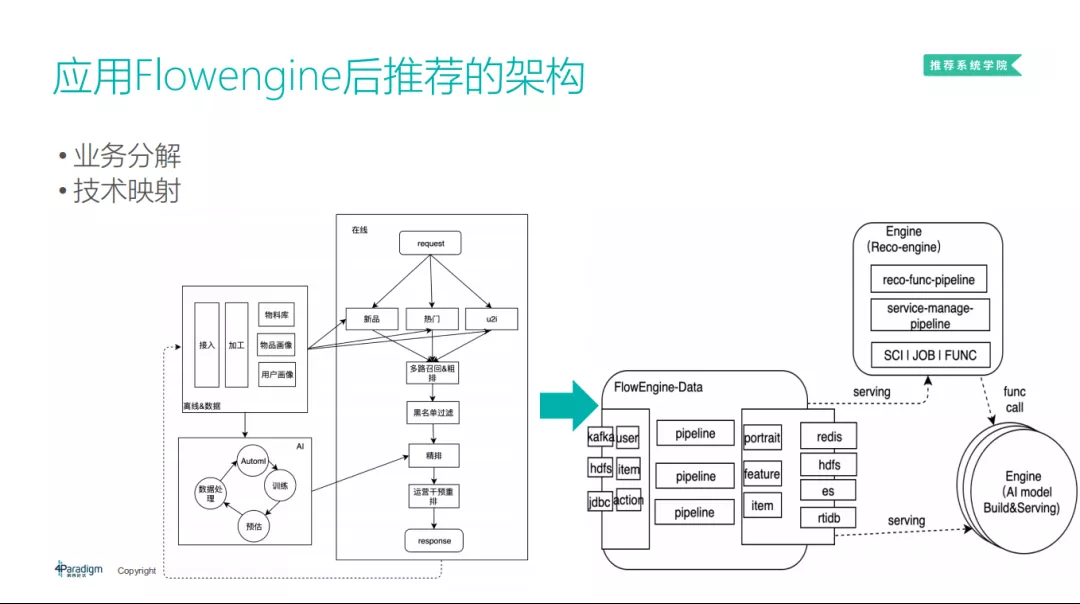 应用Flowengine后推荐的架构
推荐系统学院
• 业务分解
• 技术映射
在线
request
新品
热门
u2i
多路召回&粗
排
黑名单过滤
精排
运营干预重
排
response
接入
加工
物料库
物品画像
用户画像
离线&数据
AI
Automl
训练
预估
数据处
理
4Paradigm
Copyright
Engine
(Reco-engine)
reco-func-pipeline
service-manage-
pipeline
SCI | JOB | FUNC
FlowEngine-Data
kafka
user
hdfs
item
jdbc
action
pipeline
pipeline
pipeline
portrait
feature
item
redis
hdfs
es
rtidb
serving
func
call
serving
Engine
(AI model
Build&Serving)